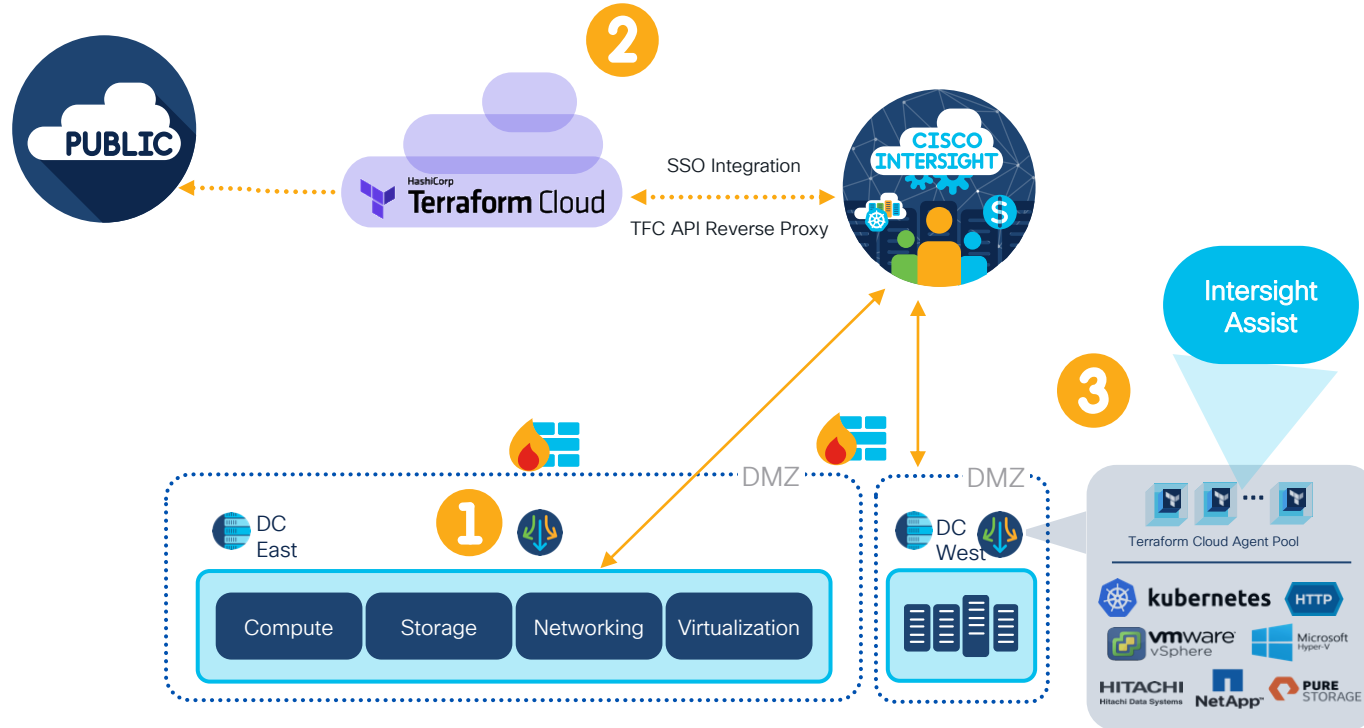 2
PUBLIC
HashiCorp
Terraform Cloud
SSO Integration
TFC API Reverse Proxy
CISCO
INTERSIGHT
S
Intersight
Assist
3
DMZ
DMZ
1
DC
East
DC
West
Compute
Storage
Networking
Virtualization
...
Terraform Cloud Agent Pool
kubernetes
HTTP
vmware
vSphere
Microsoft
Hyper-V
HITACHI
Hitachi Data Systems
NetApp™
PURE
STORAGE